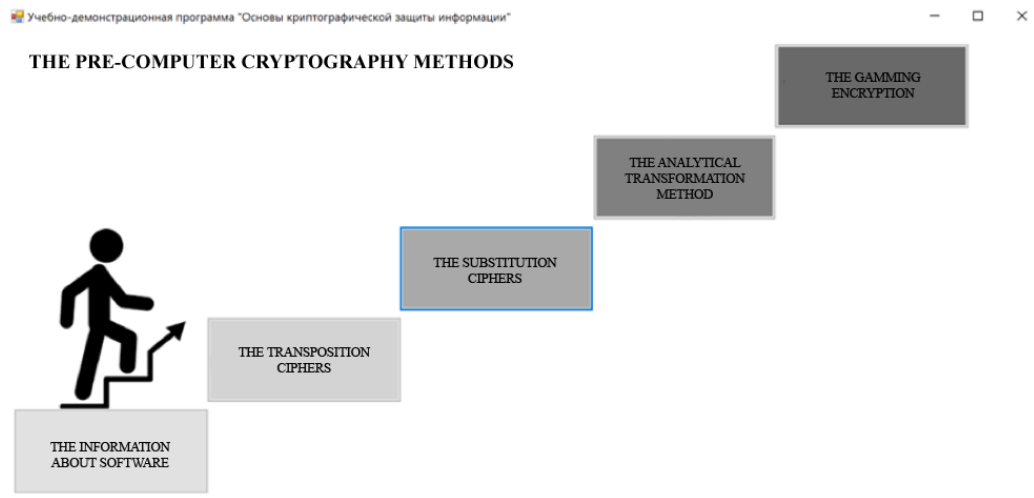 Учебно-демонстрационная программа "Основы криптографической защиты информации"
THE PRE-COMPUTER CRYPTOGRAPHY METHODS
THE GAMMING
ENCRYPTION
THE ANALYTICAL
TRANSFORMATION
METHOD
THE SUBSTITUTION
CIPHERS
THE TRANSPOSITION
CIPHERS
THE INFORMATION
ABOUT SOFTWARE